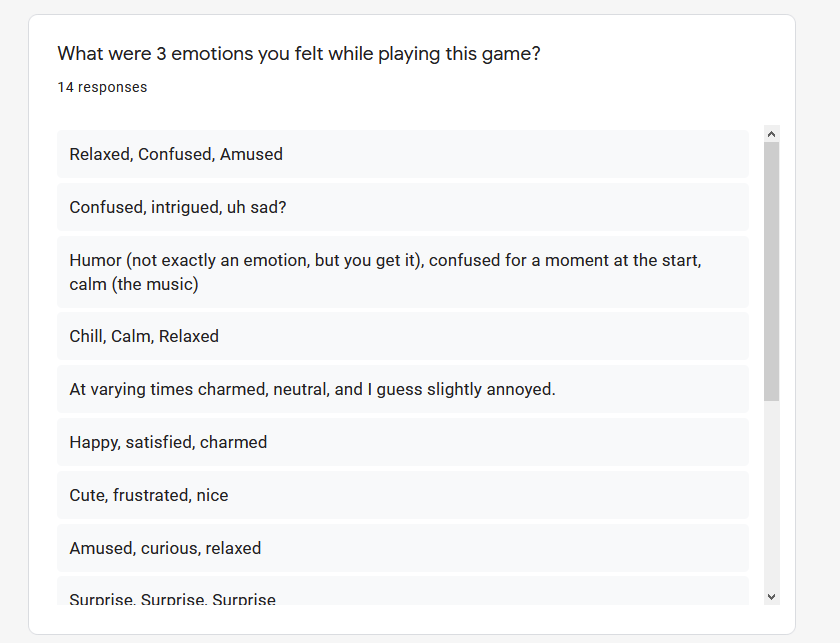 What were 3 emotions you felt while playing this game?
14 responses
Relaxed, Confused, Amused
Confused, intrigued, uh sad?
Humor (not exactly an emotion, but you get it), confused for a moment at the start,
calm (the music)
Chill, Calm, Relaxed
At varying times charmed, neutral, and I guess slightly annoyed.
Happy, satisfied, charmed
Cute, frustrated, nice
Amused, curious, relaxed
Surprise, Surprise, Surprise